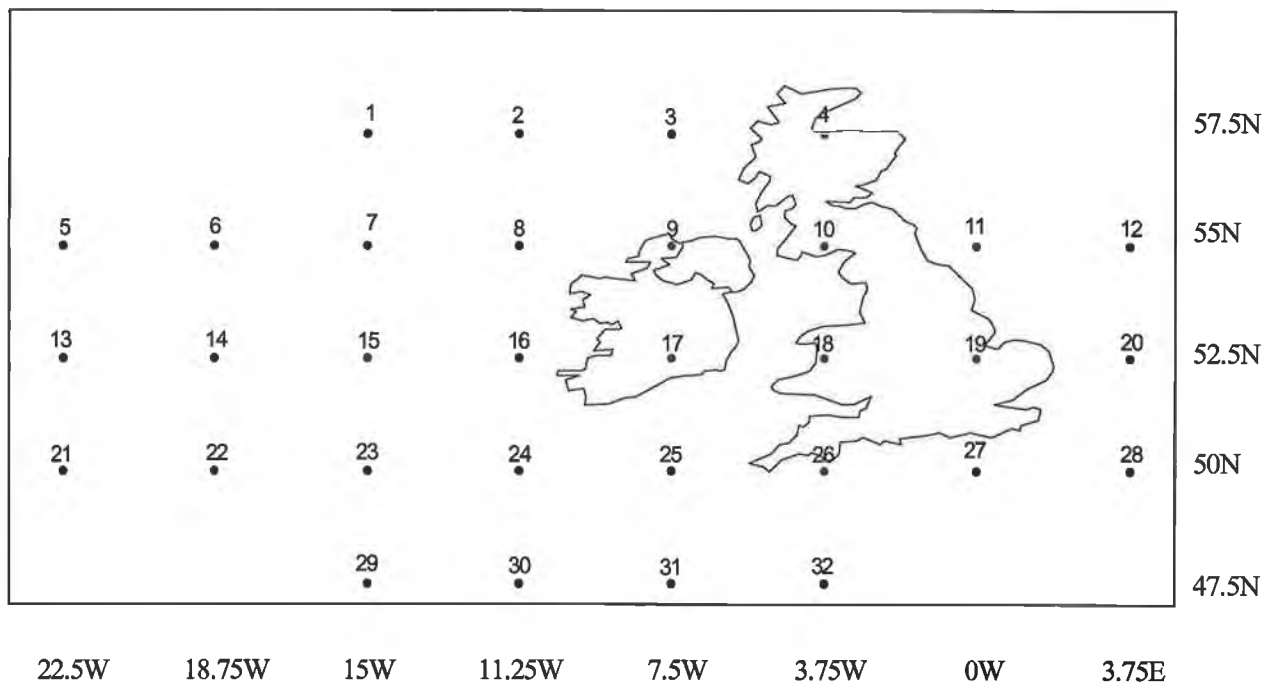 1 2 3 4 57.5N
5 6 7 8 9 10 11 12 55N
13 14 15 16 17 18 19 20 52.5N
21 22 23 24 25 26 27 28 50N
29 30 31 32 47.5N
22.5W 18.75W 15W 11.25W 7.5W 3.75W 0W 3.75E